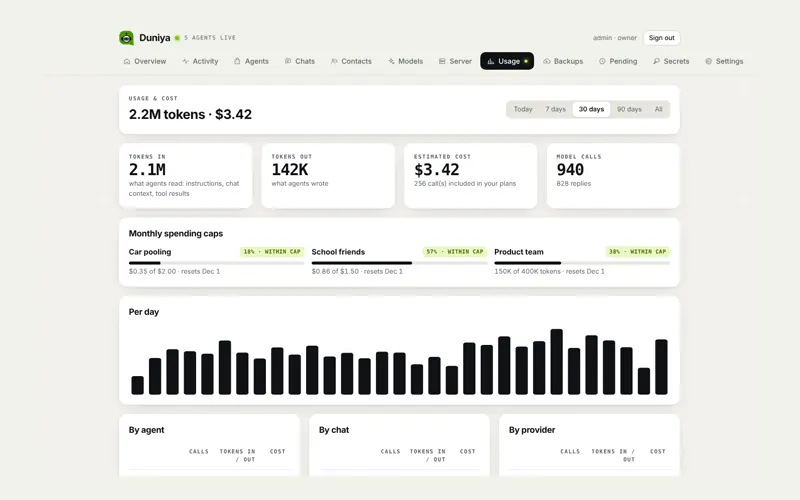 Duniya 5 AGENTS LIVE
admin · owner Sign out
Overview Activity Agents Chats Contacts Models Server Usage Backups Pending Secrets Settings
USAGE & COST
2.2M tokens · $3.42
Today 7 days 30 days 90 days All
TOKENS IN
2.1M
what agents read: instructions, chat
context, tool results
TOKENS OUT
142K
what agents wrote
ESTIMATED COST
$3.42
256 call(s) included in your plans
MODEL CALLS
940
828 replies
Monthly spending caps
Car pooling 18% · WITHIN CAP
$0.35 of $2.00 · resets Dec 1
School friends 57% · WITHIN CAP
$0.86 of $1.50 · resets Dec 1
Product team 38% · WITHIN CAP
150K of 400K tokens · resets Dec 1
Per day
By agent
CALLS TOKENS IN COST
/ OUT
By chat
CALLS TOKENS IN COST
/ OUT
By provider
CALLS TOKENS IN / COST
OUT